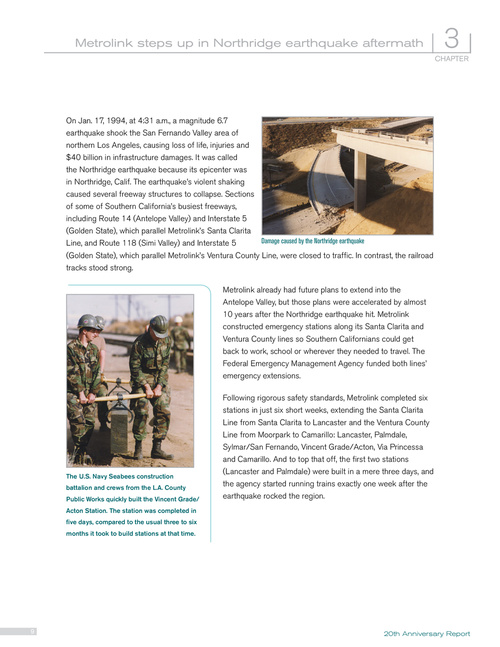 Metrolink steps up in Northridge earthquake aftermath
3
CHAPTER
On Jan. 17, 1994, at 4:31 a.m., a magnitude 6.7
earthquake shook the San Fernando Valley area of
northern Los Angeles, causing loss of life, injuries and
$40 billion in infrastructure damages. It was called
the Northridge earthquake because its epicenter was
in Northridge, Calif. The earthquake's violent shaking
caused several freeway structures to collapse. Sections
of some of Southern California's busiest freeways,
including Route 14 (Antelope Valley) and Interstate 5
(Golden State), which parallel Metrolink's Santa Clarita
Line, and Route 118 (Simi Valley) and Interstate 5
(Golden State), which parallel Metrolink's Ventura County Line, were closed to traffic. In contrast, the railroad
tracks stood strong.
Damage caused by the Northridge earthquake
Metrolink already had future plans to extend into the
Antelope Valley, but those plans were accelerated by almost
10 years after the Northridge earthquake hit. Metrolink
constructed emergency stations along its Santa Clarita and
Ventura County lines so Southern Californians could get
back to work, school or wherever they needed to travel. The
Federal Emergency Management Agency funded both lines'
emergency extensions.
Following rigorous safety standards, Metrolink completed six
stations in just six short weeks, extending the Santa Clarita
Line from Santa Clarita to Lancaster and the Ventura County
Line from Moorpark to Camarillo: Lancaster, Palmdale,
Sylmar/San Fernando, Vincent Grade/Acton, Via Princessa
and Camarillo. And to top that off, the first two stations
(Lancaster and Palmdale) were built in a mere three days, and
the agency started running trains exactly one week after the
earthquake rocked the region.
The U.S. Navy Seabees construction
battalion and crews from the L.A. County
Public Works quickly built the Vincent Grade/
Acton Station. The station was completed in
five days, compared to the usual three to six
months it took to build stations at that time.
20th Anniversary Report